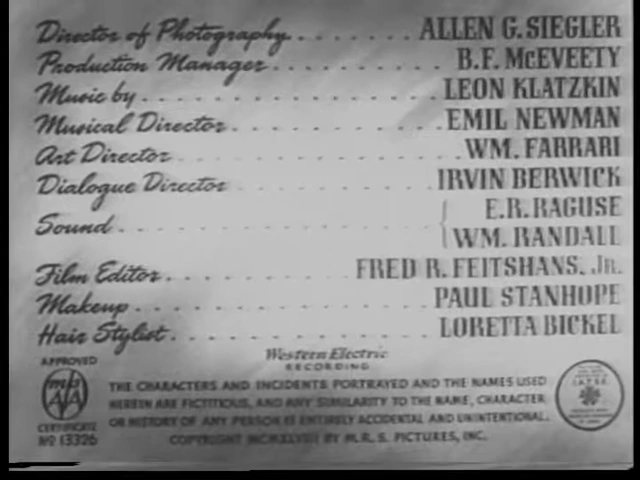 Director of Photography........ALLEN G. SIEGLER
Production Manager..........B.F. McEVEETY
Music by...................LEON KLATZKIN
Musical Director.............EMIL NEWMAN
Art Director..................WM. FARRARI
Dialogue Director.............IRVIN BERWICK
E.R. RAGUSE
Sound......................{
WM. RANDALL
Film Editor...........FRED R. FEITSHANS, Jr.
Makeup..................PAUL STANHOPE
Hair Stylist...............LORETTA BICKEL
Western Electric
RECORDING
APPROVED
MPAA
CERTIFICATE
No 13326
THE CHARACTERS AND INCIDENTS PORTRAYED AND THE NAMES USED
HEREIN ARE FICTITIOUS, AND ANY SIMILARITY TO THE NAME, CHARACTER
OR HISTORY OF ANY PERSON IS ENTIRELY ACCIDENTAL AND UNINTENTIONAL.
COPYRIGHT MCMXLVIII BY M.R.S. PICTURES, INC.
I.A.T.S.E.